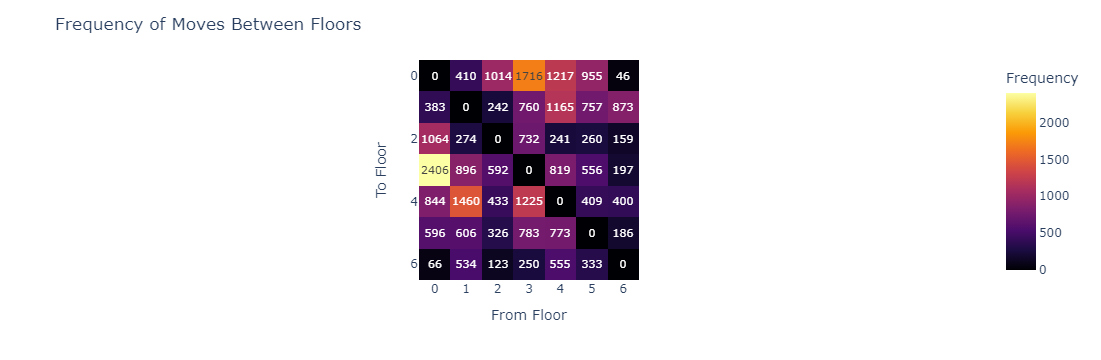 Frequency of Moves Between Floors
Frequency
0 0 410 1014 1716 1217 955 46
383 0 242 760 1165 757 873
2 1064 274 0 732 241 260 159
2406 896 592 0 819 556 197
4 844 1460 433 1225 0 409 400
596 606 326 783 773 0 186
6 66 534 123 250 555 333 0
0 1 2 3 4 5 6
From Floor
To Floor
2000
1500
1000
500
0